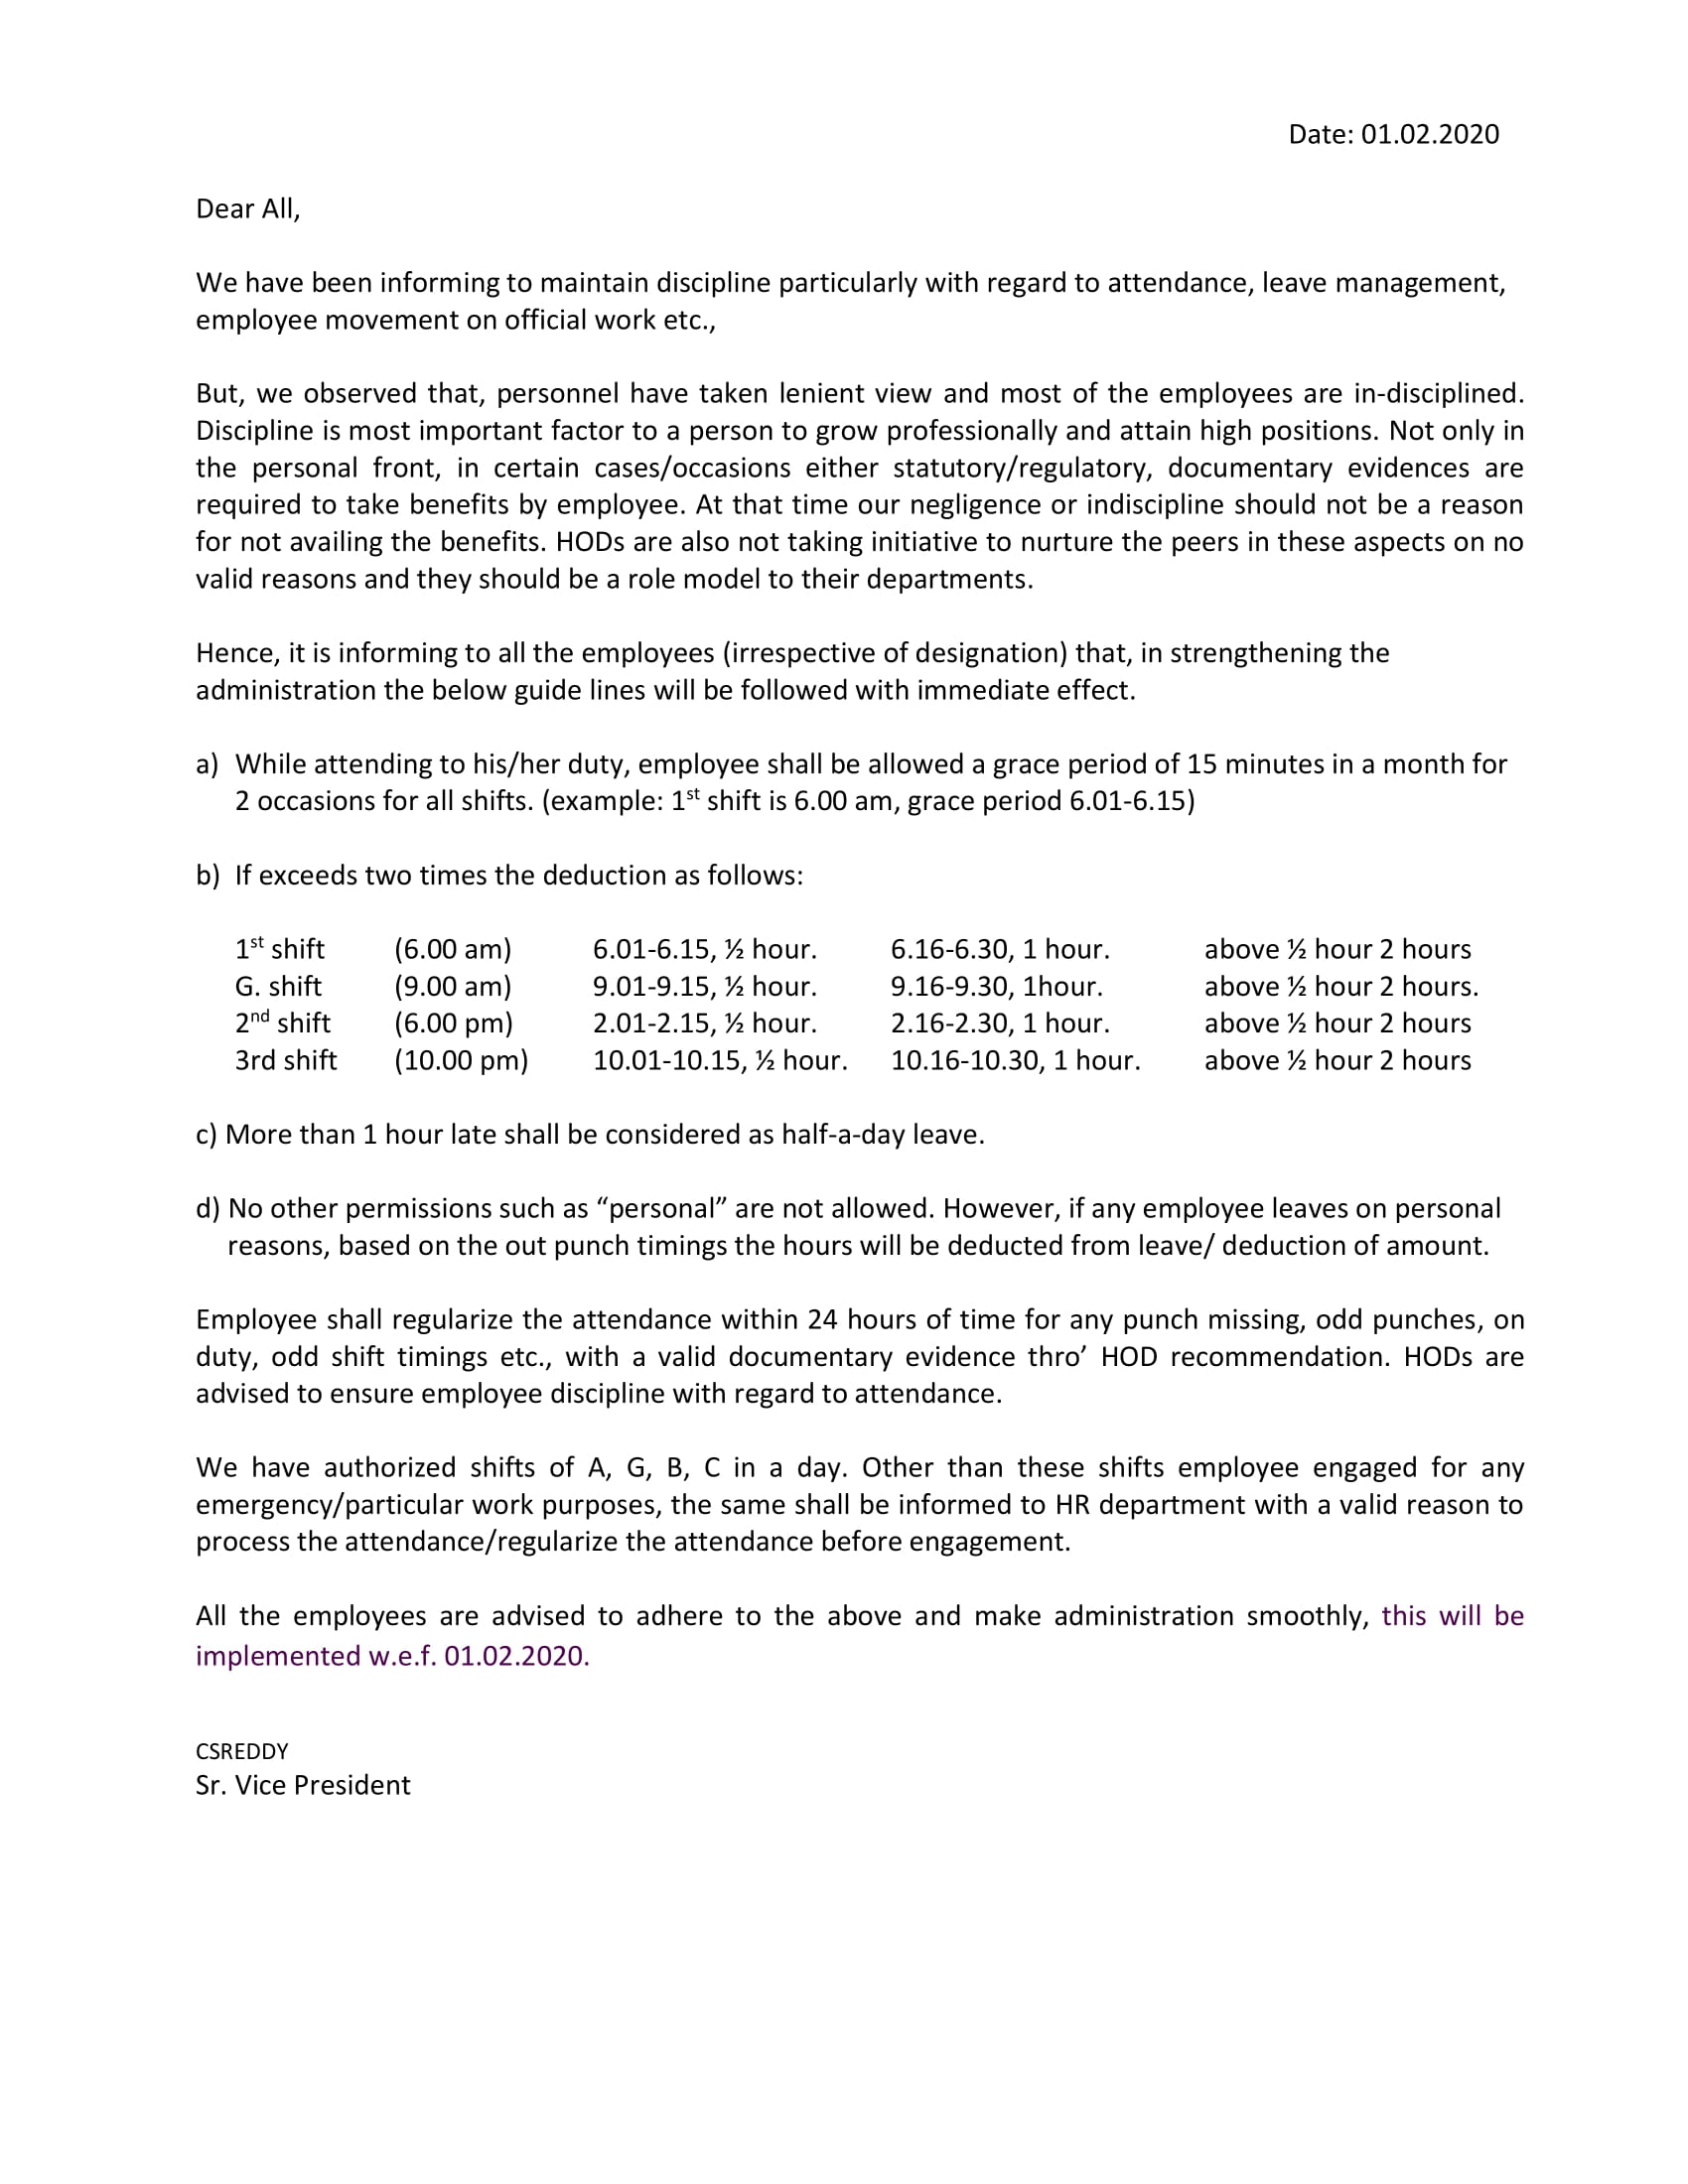 Date: 01.02.2020
Dear All,
We have been informing to maintain discipline particularly with regard to attendance, leave management,
employee movement on official work etc.,
But, we observed that, personnel have taken lenient view and most of the employees are in-disciplined.
Discipline is most important factor to a person to grow professionally and attain high positions. Not only in
the personal front, in certain cases/occasions either statutory/regulatory, documentary evidences are
required to take benefits by employee. At that time our negligence or indiscipline should not be a reason
for not availing the benefits. HODs are also not taking initiative to nurture the peers in these aspects on no
valid reasons and they should be a role model to their departments.
Hence, it is informing to all the employees (irrespective of designation) that, in strengthening the
administration the below guide lines will be followed with immediate effect.
a) While attending to his/her duty, employee shall be allowed a grace period of 15 minutes in a month for
2 occasions for all shifts. (example: 1st shift is 6.00 am, grace period 6.01-6.15)
b) If exceeds two times the deduction as follows:
1st shift (6.00 am) 6.01-6.15, ½ hour. 6.16-6.30, 1 hour. above ½ hour 2 hours
G. shift (9.00 am) 9.01-9.15, ½ hour. 9.16-9.30, 1hour. above ½ hour 2 hours.
2nd shift (6.00 pm) 2.01-2.15, ½ hour. 2.16-2.30, 1 hour. above ½ hour 2 hours
3rd shift (10.00 pm) 10.01-10.15, ½ hour. 10.16-10.30, 1 hour. above ½ hour 2 hours
c) More than 1 hour late shall be considered as half-a-day leave.
d) No other permissions such as “personal” are not allowed. However, if any employee leaves on personal
reasons, based on the out punch timings the hours will be deducted from leave/ deduction of amount.
Employee shall regularize the attendance within 24 hours of time for any punch missing, odd punches, on
duty, odd shift timings etc., with a valid documentary evidence thro’ HOD recommendation. HODs are
advised to ensure employee discipline with regard to attendance.
We have authorized shifts of A, G, B, C in a day. Other than these shifts employee engaged for any
emergency/particular work purposes, the same shall be informed to HR department with a valid reason to
process the attendance/regularize the attendance before engagement.
All the employees are advised to adhere to the above and make administration smoothly, this will be
implemented w.e.f. 01.02.2020.
CSREDDY
Sr. Vice President